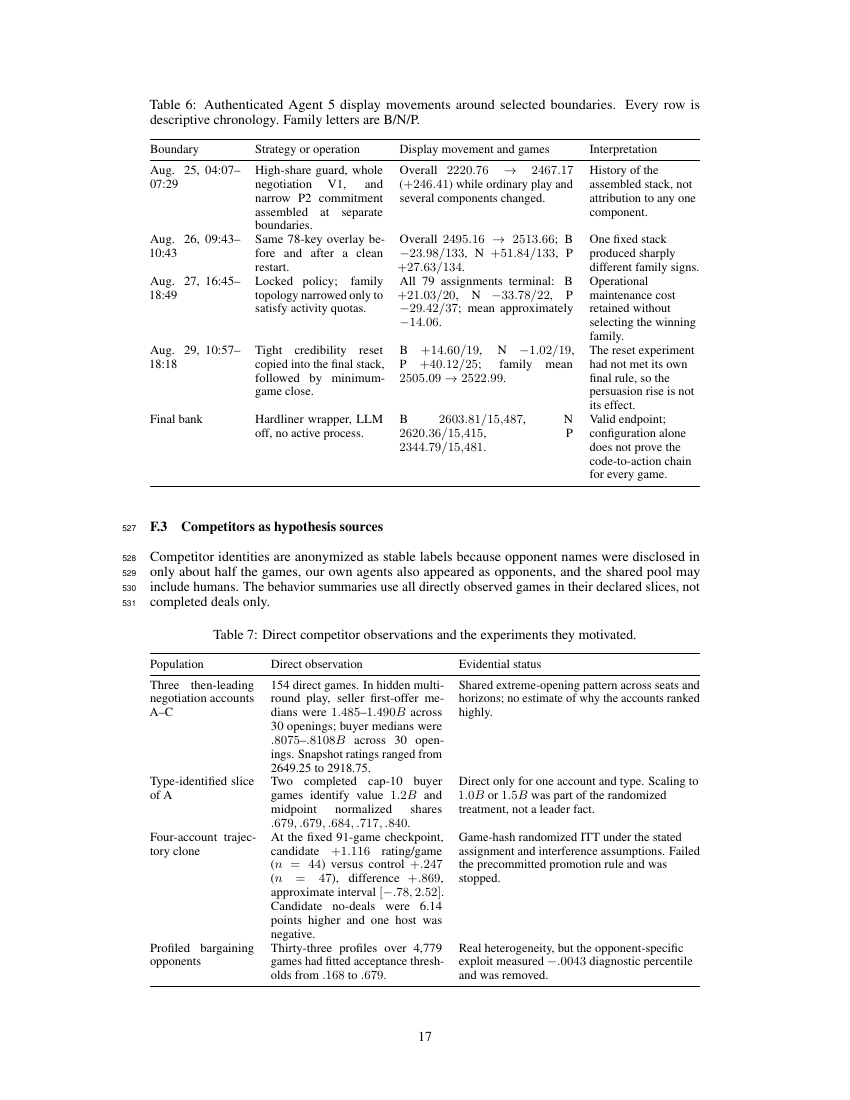 Table 6: Authenticated Agent 5 display movements around selected boundaries. Every row is
descriptive chronology. Family letters are B/N/P.
Boundary
Strategy or operation
Display movement and games
Interpretation
Aug. 25, 04:07–
07:29
High-share guard, whole
negotiation V1, and
narrow P2 commitment
assembled at separate
boundaries.
Overall 2220.76 → 2467.17
(+246.41) while ordinary play and
several components changed.
History of the
assembled stack, not
attribution to any one
component.
Aug. 26, 09:43–
10:43
Same 78-key overlay be-
fore and after a clean
restart.
Overall 2495.16 → 2513.66; B
−23.98/133, N +51.84/133, P
+27.63/134.
One fixed stack
produced sharply
different family signs.
Aug. 27, 16:45–
18:49
Locked policy; family
topology narrowed only to
satisfy activity quotas.
All 79 assignments terminal: B
+21.03/20, N −33.78/22, P
−29.42/37; mean approximately
−14.06.
Operational
maintenance cost
retained without
selecting the winning
family.
Aug. 29, 10:57–
18:18
Tight credibility reset
copied into the final stack,
followed by minimum-
game close.
B +14.60/19, N −1.02/19,
P +40.12/25; family mean
2505.09 → 2522.99.
The reset experiment
had not met its own
final rule, so the
persuasion rise is not
its effect.
Final bank
Hardliner wrapper, LLM
off, no active process.
B 2603.81/15,487, N
2620.36/15,415, P
2344.79/15,481.
Valid endpoint;
configuration alone
does not prove the
code-to-action chain
for every game.
527 F.3 Competitors as hypothesis sources
528 Competitor identities are anonymized as stable labels because opponent names were disclosed in
529 only about half the games, our own agents also appeared as opponents, and the shared pool may
530 include humans. The behavior summaries use all directly observed games in their declared slices, not
531 completed deals only.
Table 7: Direct competitor observations and the experiments they motivated.
Population
Direct observation
Evidential status
Three then-leading
negotiation accounts
A–C
154 direct games. In hidden multi-
round play, seller first-offer me-
dians were 1.485–1.490B across
30 openings; buyer medians were
.8075–.8108B across 30 open-
ings. Snapshot ratings ranged from
2649.25 to 2918.75.
Shared extreme-opening pattern across seats and
horizons; no estimate of why the accounts ranked
highly.
Type-identified slice
of A
Two completed cap-10 buyer
games identify value 1.2B and
midpoint normalized shares
.679, .679, .684, .717, .840.
Direct only for one account and type. Scaling to
1.0B or 1.5B was part of the randomized
treatment, not a leader fact.
Four-account trajec-
tory clone
At the fixed 91-game checkpoint,
candidate +1.116 rating/game
(n = 44) versus control +.247
(n = 47), difference +.869,
approximate interval [−.78, 2.52].
Candidate no-deals were 6.14
points higher and one host was
negative.
Game-hash randomized ITT under the stated
assignment and interference assumptions. Failed
the precommitted promotion rule and was
stopped.
Profiled bargaining
opponents
Thirty-three profiles over 4,779
games had fitted acceptance thresh-
olds from .168 to .679.
Real heterogeneity, but the opponent-specific
exploit measured −.0043 diagnostic percentile
and was removed.
17